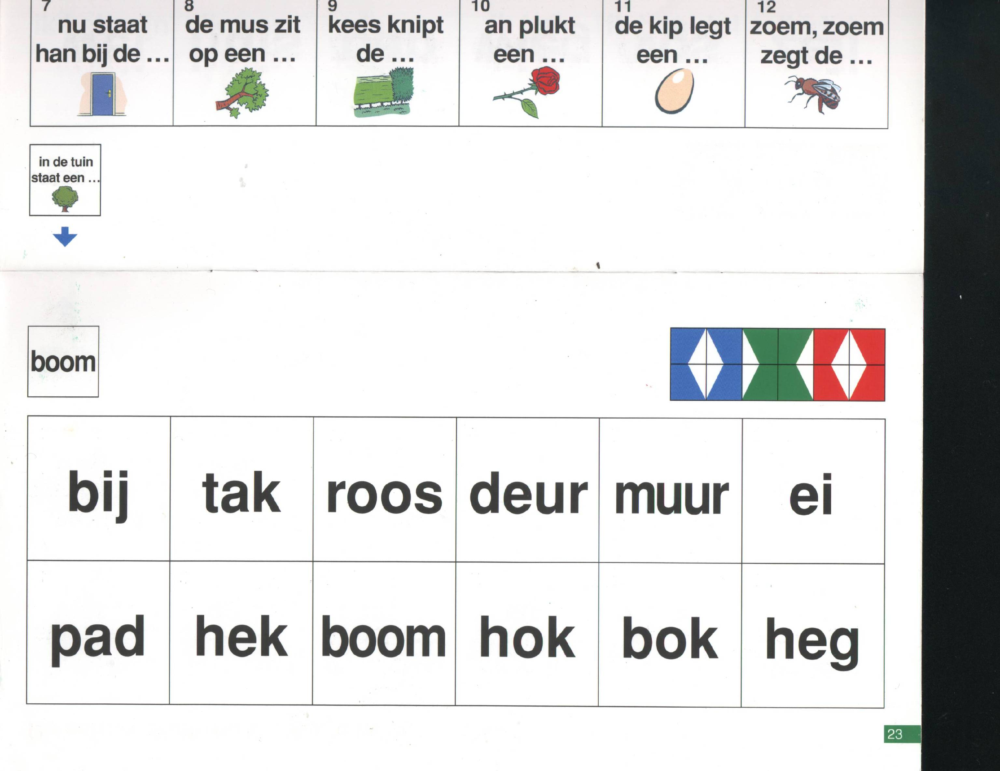 7
nu staat
han bij de ...
8
de mus zit
op een ...
9
kees knipt
de ...
10
an plukt
een ...
11
de kip legt
een ...
12
zoem, zoem
zegt de ...
in de tuin
staat een ...
boom
bij tak roos deur muur ei
pad hek boom hok bok heg
23